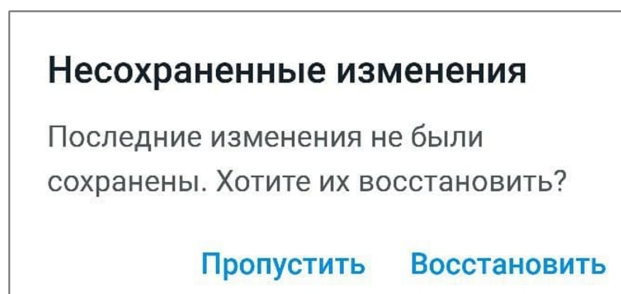 Несохраненные изменения
Последние изменения не были
сохранены. Хотите их восстановить?
Пропустить Восстановить